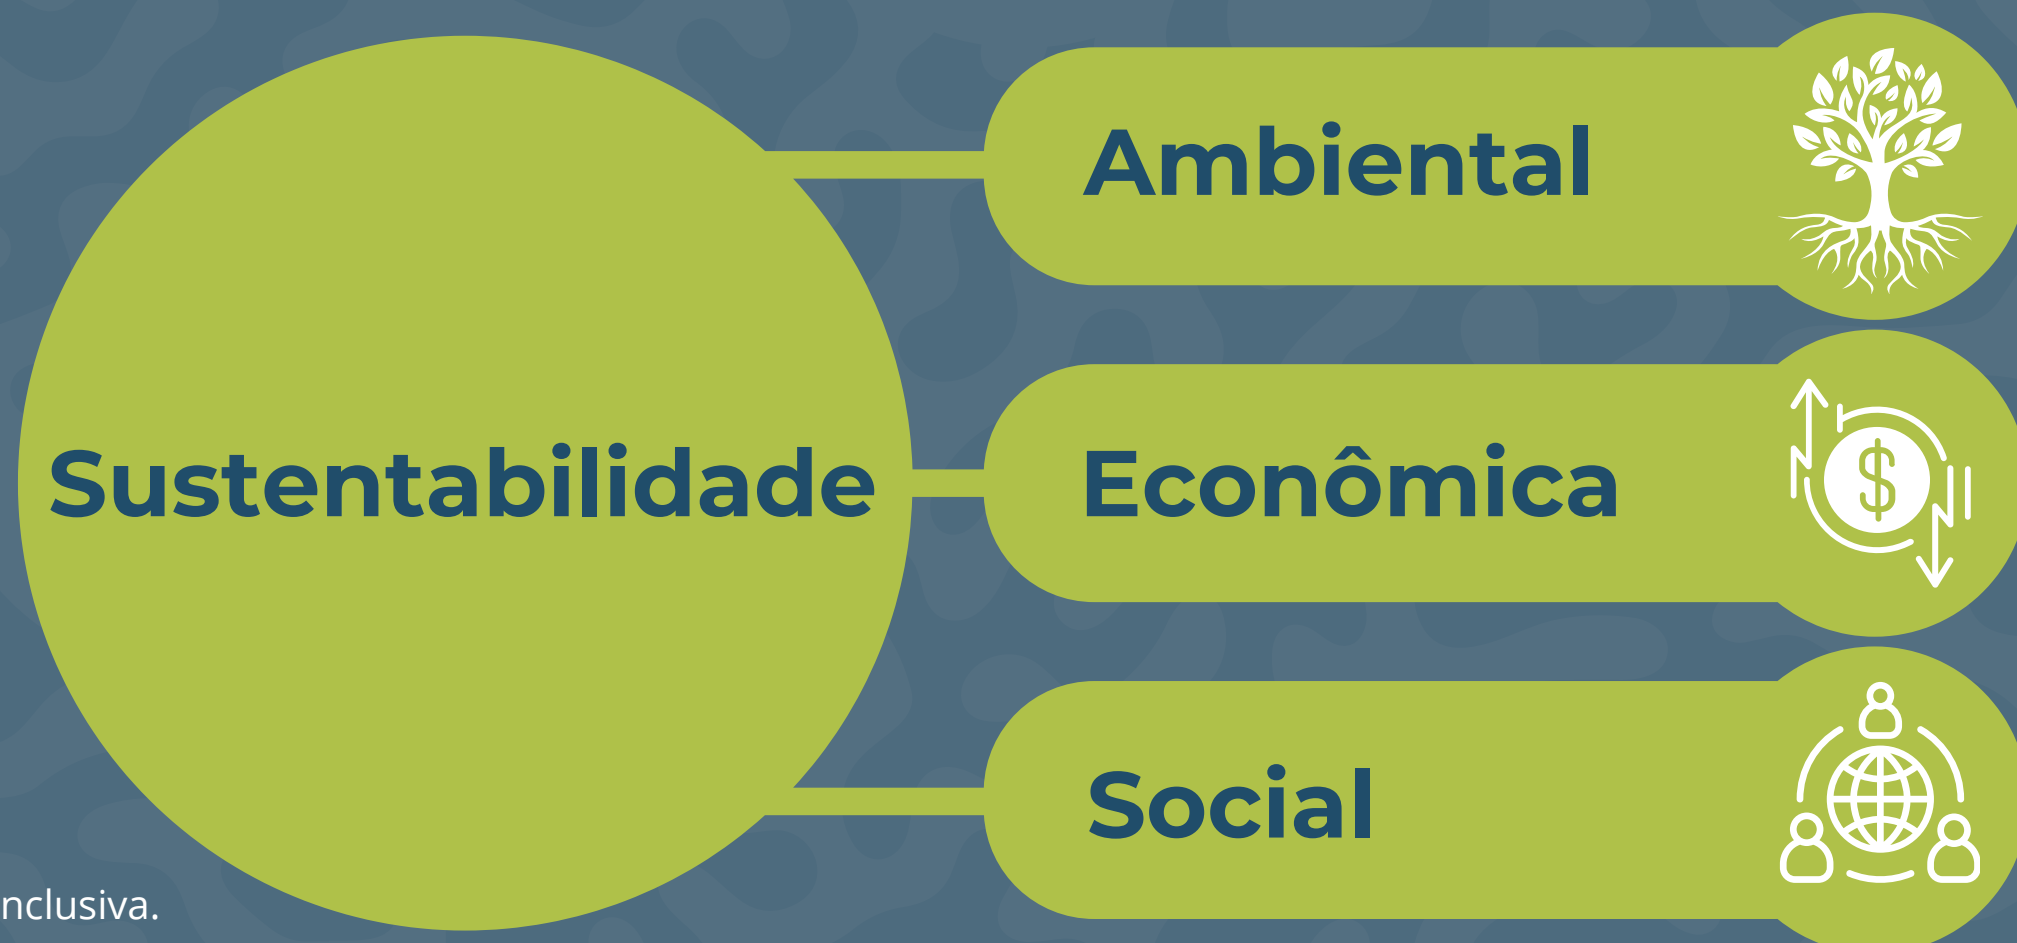 Ambiental
Sustentabilidade
Econômica
Social
nclusiva.